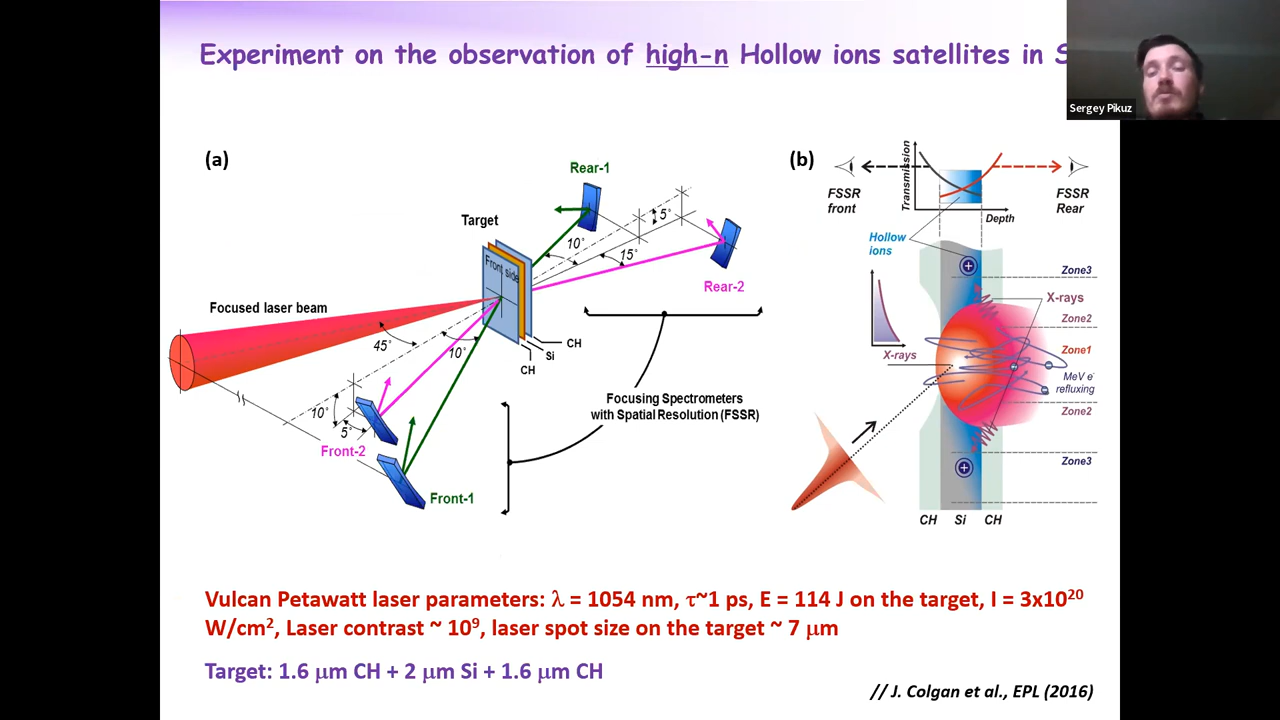 Experiment on the observation of high-n Hollow ions satellites in
Sergey Pikuz
(a)
Rear-1
Target
5˚
10˚
15˚
Front side
Rear-2
Focused laser beam
45˚
10˚
CH
Si
CH
10˚
5˚
Front-2
Front-1
Focusing Spectrometers
with Spatial Resolution (FSSR)
(b)
Transmission
FSSR
front
FSSR
Rear
Depth
Hollow
ions
Zone3
X-rays
Zone2
X-rays
Zone1
MeV e-
refluxing
Zone2
Zone3
CH Si CH
Vulcan Petawatt laser parameters: λ = 1054 nm, τ~1 ps, E = 114 J on the target, I = 3x10²⁰
W/cm², Laser contrast ~ 10⁹, laser spot size on the target ~ 7 μm
Target: 1.6 μm CH + 2 μm Si + 1.6 μm CH
// J. Colgan et al., EPL (2016)